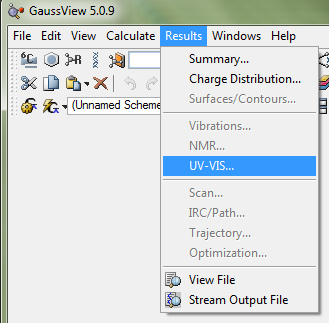 GaussView 5.0.9
File Edit View Calculate Results Windows Help
Summary...
Charge Distribution...
Surfaces/Contours...
(Unnamed Scheme
Vibrations...
NMR...
UV-VIS...
Scan...
IRC/Path...
Trajectory...
Optimization...
View File
Stream Output File